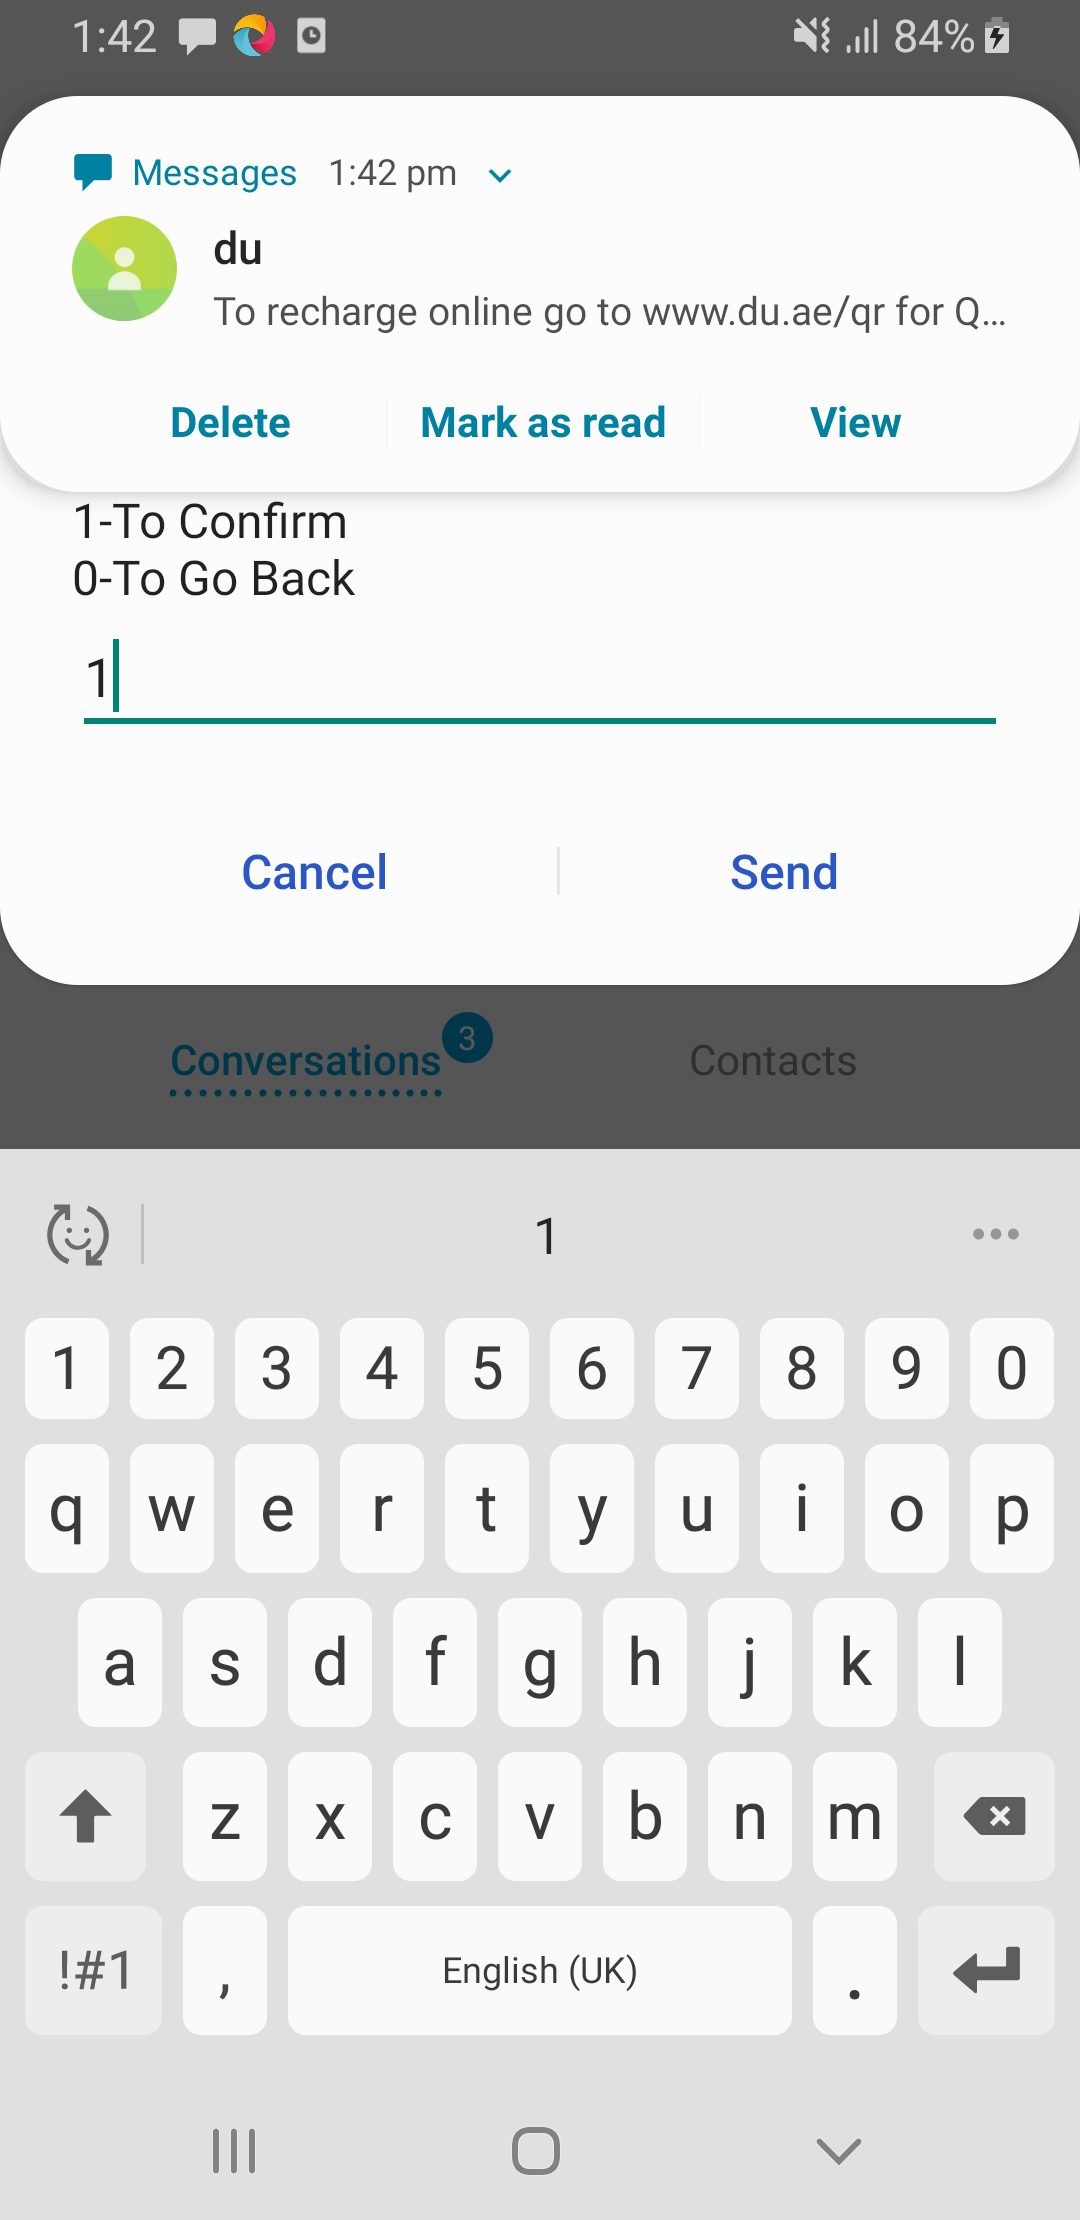 1:42 84%
Messages 1:42 pm
du
To recharge online go to www.du.ae/qr for Q...
Delete Mark as read View
1-To Confirm
0-To Go Back
1
Cancel Send
Conversations 3 Contacts
1
1 2 3 4 5 6 7 8 9 0
q w e r t y u i o p
a s d f g h j k l
z x c v b n m
!#1 , English (UK) .